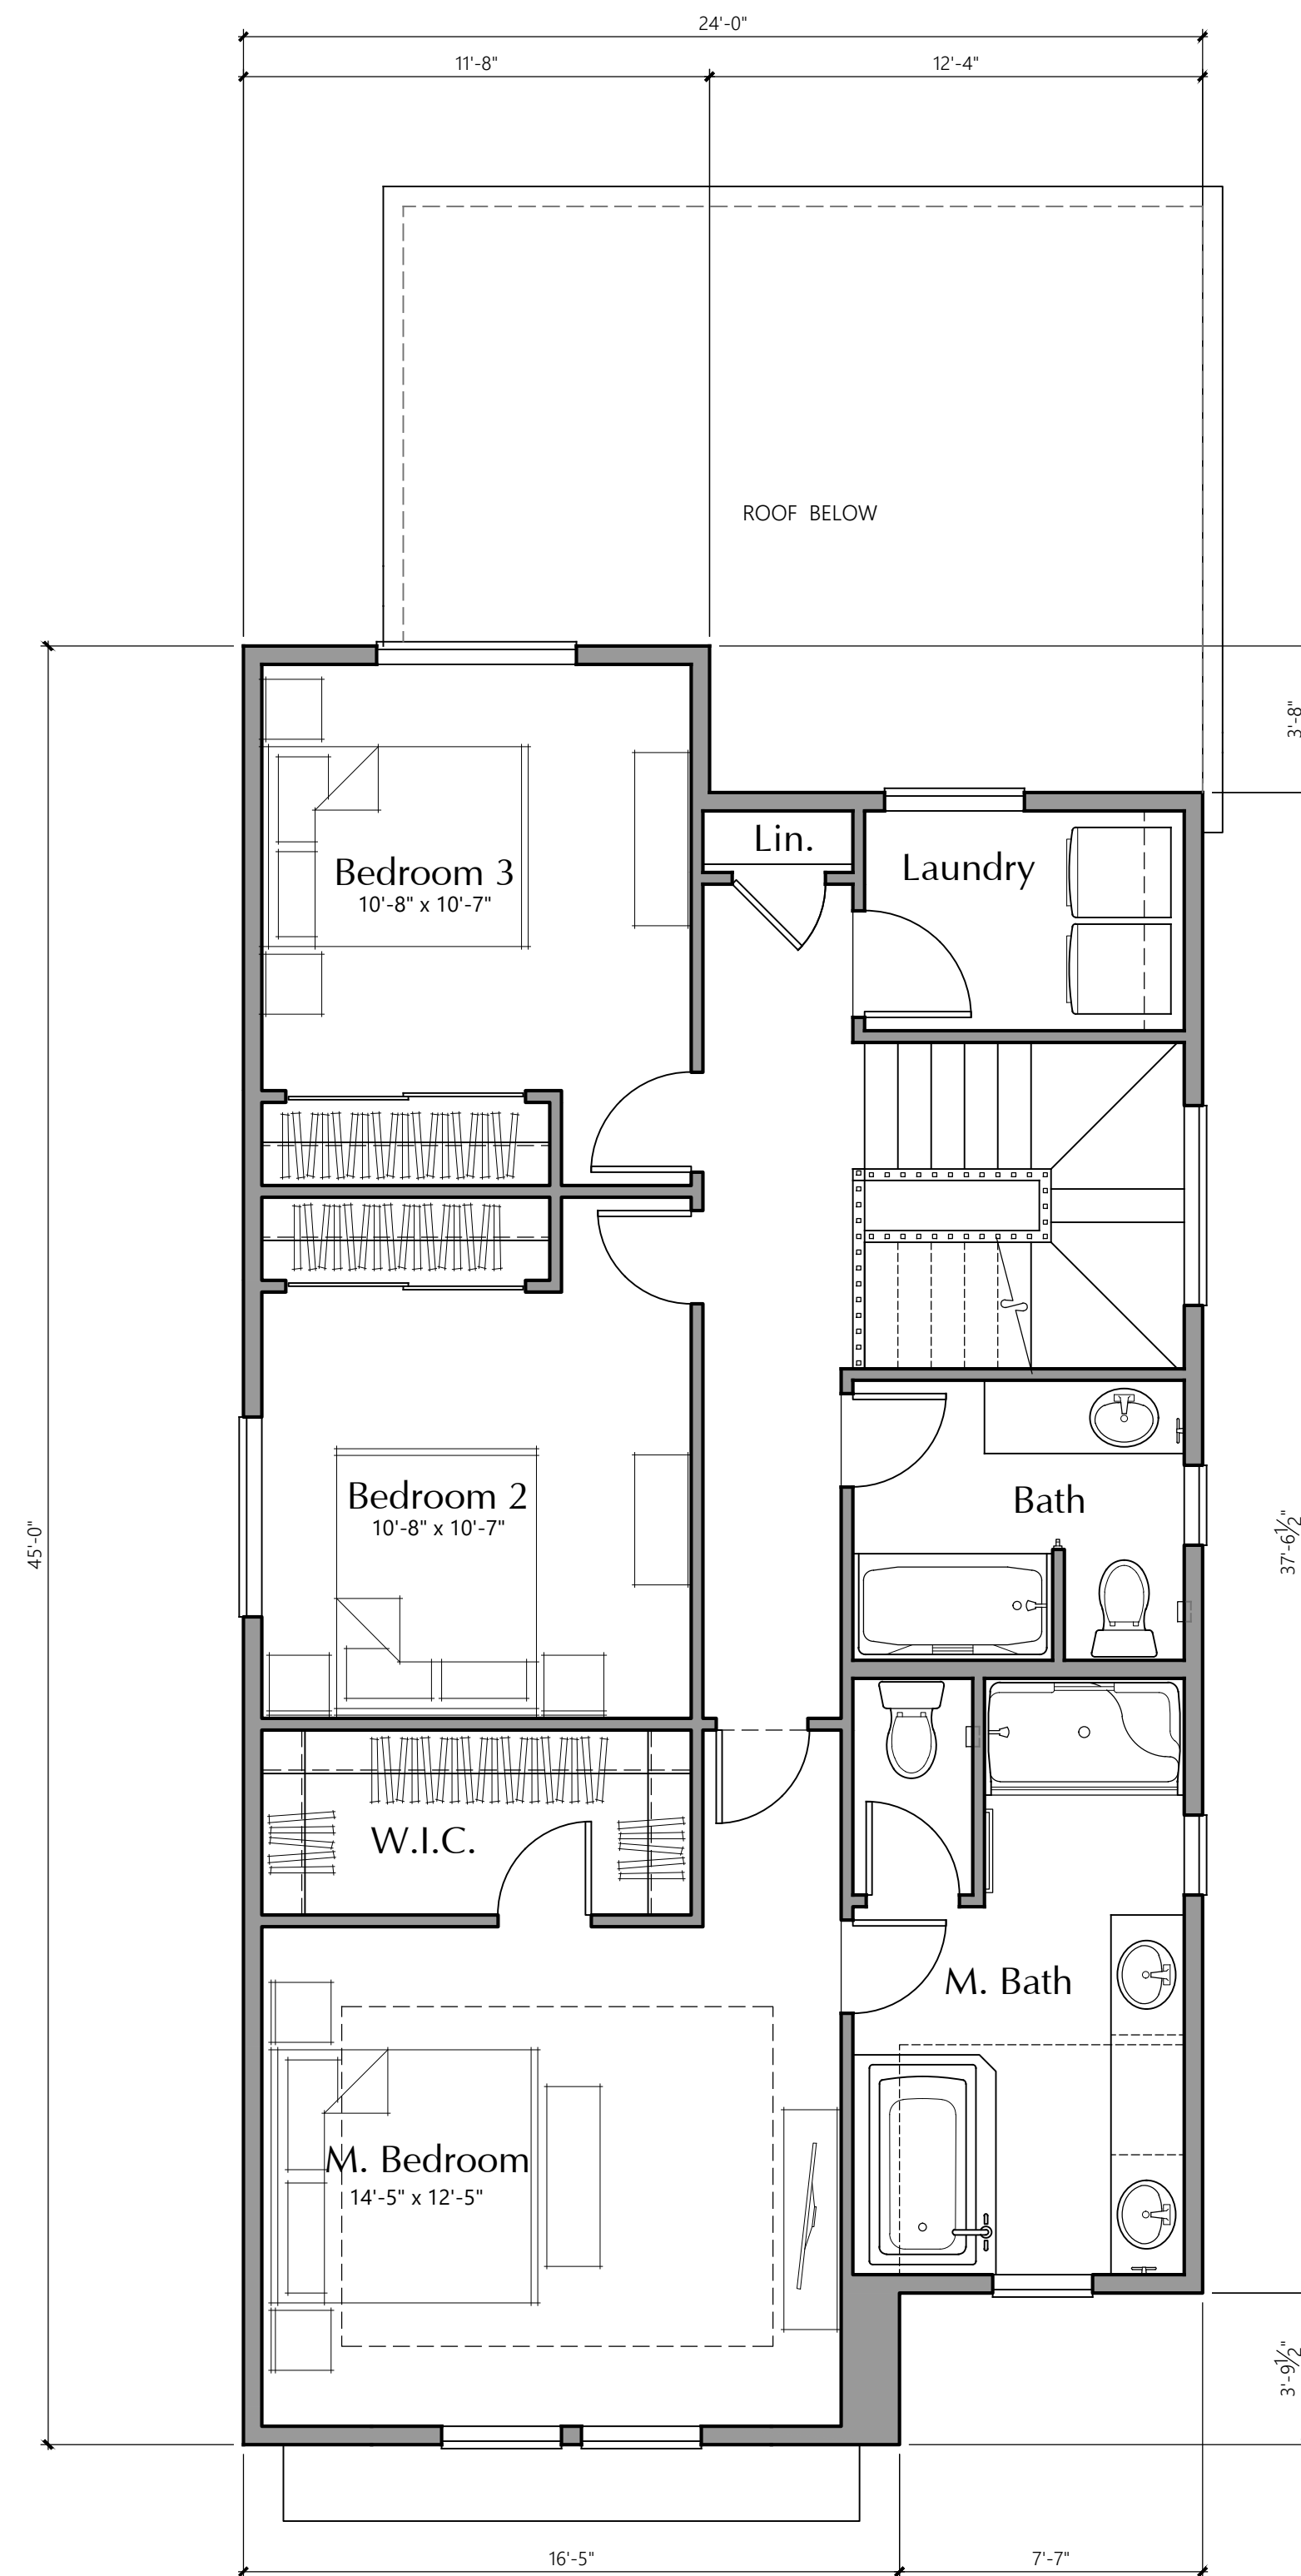 24'-0"
11'-8"
12'-4"
ROOF BELOW
3'-8"
Lin.
Laundry
Bedroom 3
10'-8" x 10'-7"
Bedroom 2
10'-8" x 10'-7"
Bath
45'-0"
37'-6½"
W.I.C.
M. Bath
M. Bedroom
14'-5" x 12'-5"
3'-9½"
16'-5"
7'-7"